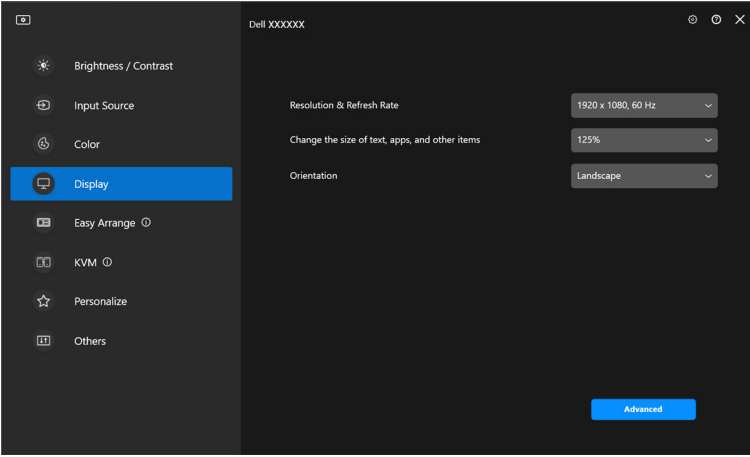 Dell XXXXXX
Brightness / Contrast
Input Source
Color
Display
Easy Arrange
KVM
Personalize
Others
Resolution & Refresh Rate
1920 x 1080, 60 Hz
Change the size of text, apps, and other items
125%
Orientation
Landscape
Advanced